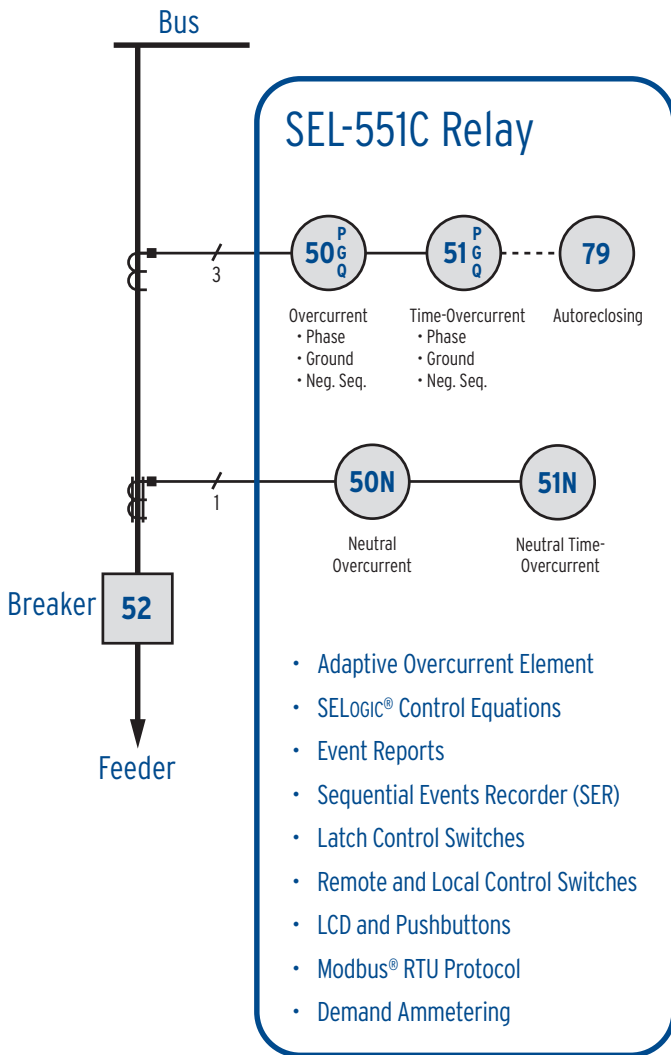 Bus
SEL-551C Relay
50 P G Q
51 P G Q
79
3
Overcurrent
• Phase
• Ground
• Neg. Seq.
Time-Overcurrent
• Phase
• Ground
• Neg. Seq.
Autoreclosing
50N
51N
1
Neutral
Overcurrent
Neutral Time-
Overcurrent
Breaker
52
Feeder
• Adaptive Overcurrent Element
• SELOGIC® Control Equations
• Event Reports
• Sequential Events Recorder (SER)
• Latch Control Switches
• Remote and Local Control Switches
• LCD and Pushbuttons
• Modbus® RTU Protocol
• Demand Ammetering